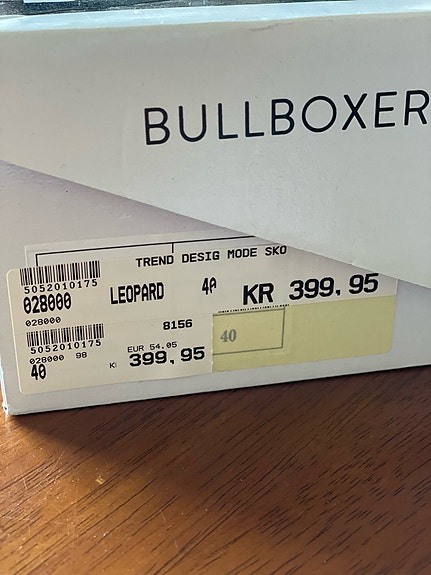 BULLBOXER
TREND DESIG MODE SKO
5052010175
028000 LEOPARD 40 KR 399,95
028000
8156
5052010175
EUR 54.05
028000 98 399,95
40
40